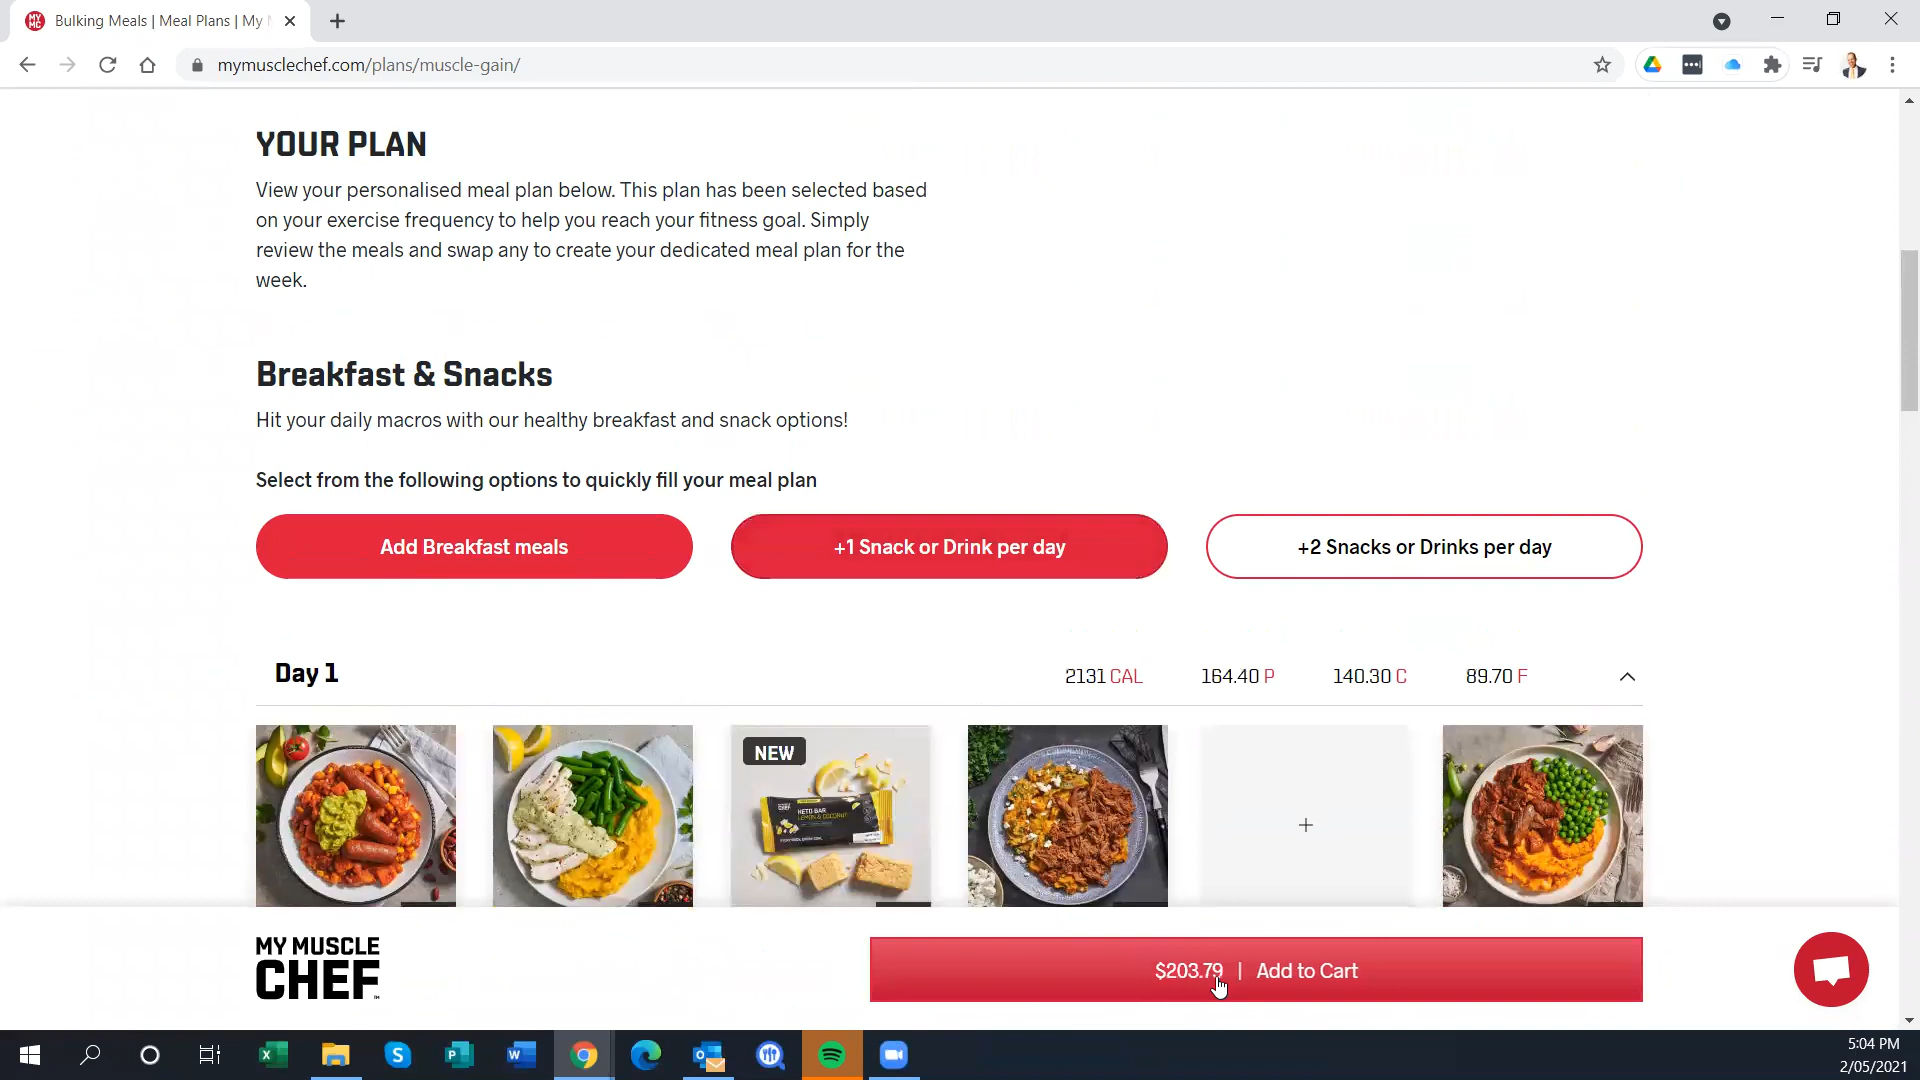 Bulking Meals | Meal Plans | My
mymusclechef.com/plans/muscle-gain/
YOUR PLAN
View your personalised meal plan below. This plan has been selected based
on your exercise frequency to help you reach your fitness goal. Simply
review the meals and swap any to create your dedicated meal plan for the
week.
Breakfast & Snacks
Hit your daily macros with our healthy breakfast and snack options!
Select from the following options to quickly fill your meal plan
Add Breakfast meals
+1 Snack or Drink per day
+2 Snacks or Drinks per day
Day 1
2131 CAL
164.40 P
140.30 C
89.70 F
NEW
KETO BAR
LEMON & COCONUT
MY MUSCLE
CHEF
$203.79 | Add to Cart
5:04 PM
2/05/2021